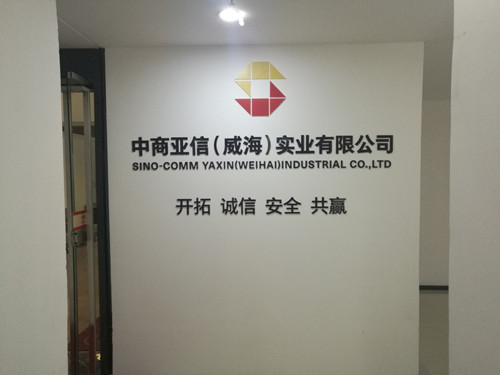 中商亚信(威海)实业有限公司
SINO-COMM YAXIN(WEIHAI)INDUSTRIAL CO.,LTD
开拓 诚信 安全 共赢